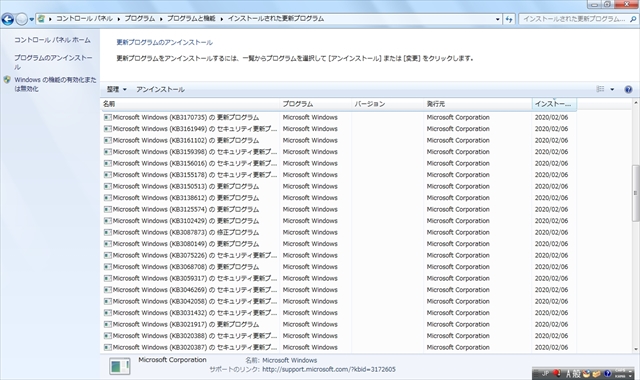 コントロール パネル ▸ プログラム ▸ プログラムと機能 ▸ インストールされた更新プログラム
インストールされた更新プログラム...
コントロール パネル ホーム
プログラムのアンインストール
Windows の機能の有効化または無効化
更新プログラムのアンインストール
更新プログラムをアンインストールするには、一覧からプログラムを選択して [アンインストール] または [変更] をクリックします。
整理 ▼ アンインストール
名前 プログラム バージョン 発行元 インストー...
Microsoft Windows (KB3170735) の 更新プログラム Microsoft Windows Microsoft Corporation 2020/02/06
Microsoft Windows (KB3161949) の セキュリティ更新プ... Microsoft Windows Microsoft Corporation 2020/02/06
Microsoft Windows (KB3161102) の 更新プログラム Microsoft Windows Microsoft Corporation 2020/02/06
Microsoft Windows (KB3159398) の セキュリティ更新プ... Microsoft Windows Microsoft Corporation 2020/02/06
Microsoft Windows (KB3156016) の セキュリティ更新プ... Microsoft Windows Microsoft Corporation 2020/02/06
Microsoft Windows (KB3155178) の セキュリティ更新プ... Microsoft Windows Microsoft Corporation 2020/02/06
Microsoft Windows (KB3150513) の 更新プログラム Microsoft Windows Microsoft Corporation 2020/02/06
Microsoft Windows (KB3138612) の 更新プログラム Microsoft Windows Microsoft Corporation 2020/02/06
Microsoft Windows (KB3125574) の 更新プログラム Microsoft Windows Microsoft Corporation 2020/02/06
Microsoft Windows (KB3102429) の 更新プログラム Microsoft Windows Microsoft Corporation 2020/02/06
Microsoft Windows (KB3087873) の 修正プログラム Microsoft Windows Microsoft Corporation 2020/02/06
Microsoft Windows (KB3080149) の 更新プログラム Microsoft Windows Microsoft Corporation 2020/02/06
Microsoft Windows (KB3075226) の セキュリティ更新プ... Microsoft Windows Microsoft Corporation 2020/02/06
Microsoft Windows (KB3068708) の 更新プログラム Microsoft Windows Microsoft Corporation 2020/02/06
Microsoft Windows (KB3059317) の セキュリティ更新プ... Microsoft Windows Microsoft Corporation 2020/02/06
Microsoft Windows (KB3046269) の セキュリティ更新プ... Microsoft Windows Microsoft Corporation 2020/02/06
Microsoft Windows (KB3042058) の セキュリティ更新プ... Microsoft Windows Microsoft Corporation 2020/02/06
Microsoft Windows (KB3031432) の セキュリティ更新プ... Microsoft Windows Microsoft Corporation 2020/02/06
Microsoft Windows (KB3021917) の 更新プログラム Microsoft Windows Microsoft Corporation 2020/02/06
Microsoft Windows (KB3020388) の セキュリティ更新プ... Microsoft Windows Microsoft Corporation 2020/02/06
Microsoft Windows (KB3020387) の セキュリティ更新プ... Microsoft Windows Microsoft Corporation 2020/02/06
Microsoft Corporation 名前: Microsoft Windows
サポートのリンク: http://support.microsoft.com/?kbid=3172605
JP A 般